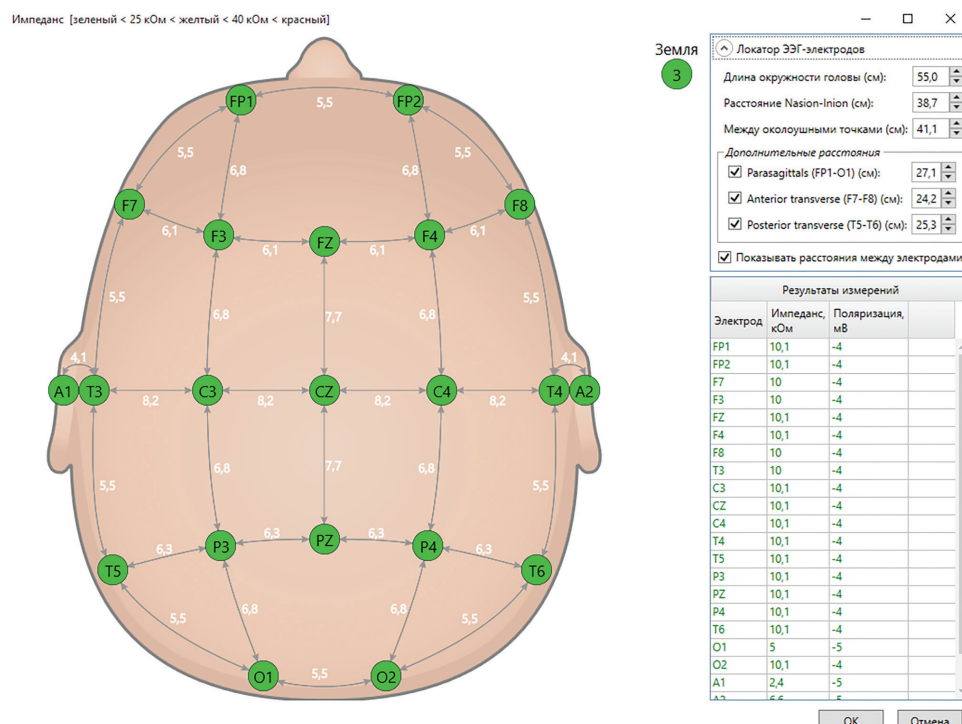 Импеданс [зеленый < 25 кОм < желтый < 40 кОм < красный]
Земля
З
Локатор ЭЭГ-электродов
Длина окружности головы (см): 55,0
Расстояние Nasion-Inion (см): 38,7
Между околоушными точками (см): 41,1
Дополнительные расстояния
Parasagittals (FP1-O1) (см): 27,1
Anterior transverse (F7-F8) (см): 24,2
Posterior transverse (T5-T6) (см): 25,3
Показывать расстояния между электродами
FP1 5,5 FP2
5,5 6,8 6,8 5,5
F7 6,1 F3 6,1 FZ 6,1 F4 6,1 F8
5,5 6,8 7,7 6,8 5,5
4,1 4,1
A1 T3 8,2 C3 8,2 CZ 8,2 C4 8,2 T4 A2
5,5 6,8 7,7 6,8 5,5
T5 6,3 P3 6,3 PZ 6,3 P4 6,3 T6
5,5 6,8 6,8 5,5
O1 5,5 O2
Результаты измерений
Электрод Импеданс, кОм Поляризация, мВ
FP1 10,1 -4
FP2 10,1 -4
F7 10 -4
F3 10 -4
FZ 10,1 -4
F4 10,1 -4
F8 10 -4
T3 10 -4
C3 10,1 -4
CZ 10,1 -4
C4 10,1 -4
T4 10,1 -4
T5 10,1 -4
P3 10,1 -4
PZ 10,1 -4
P4 10,1 -4
T6 10,1 -4
O1 5 -5
O2 10,1 -4
A1 2,4 -5
A2 6,6 -5
OK Отмена